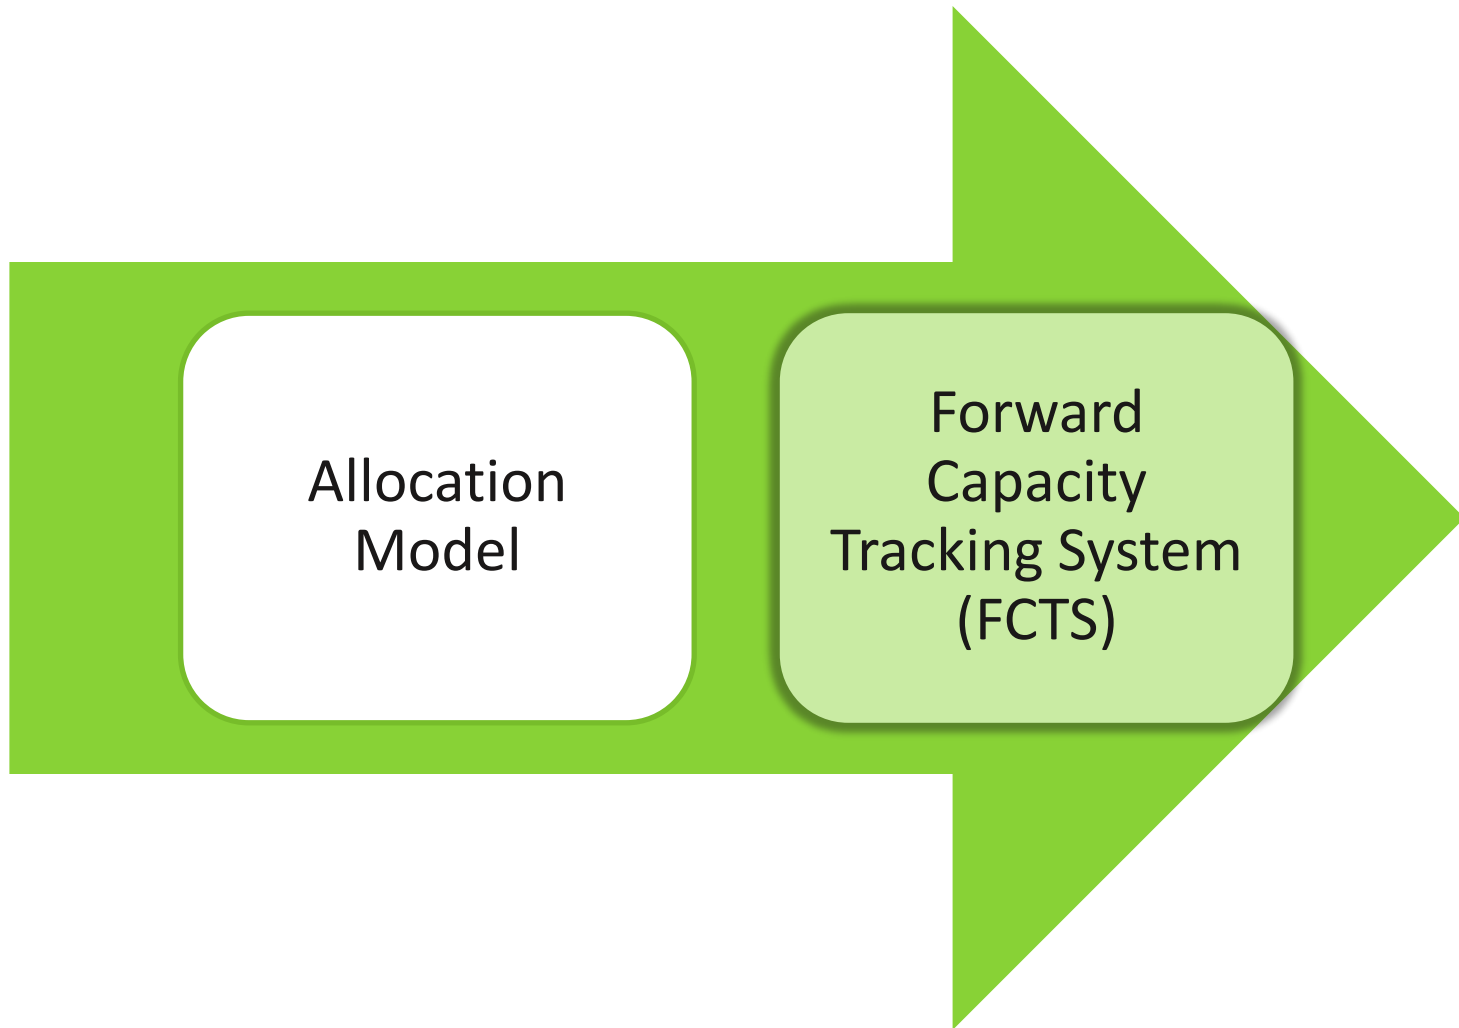 Allocation
Model
Forward
Capacity
Tracking System
(FCTS)